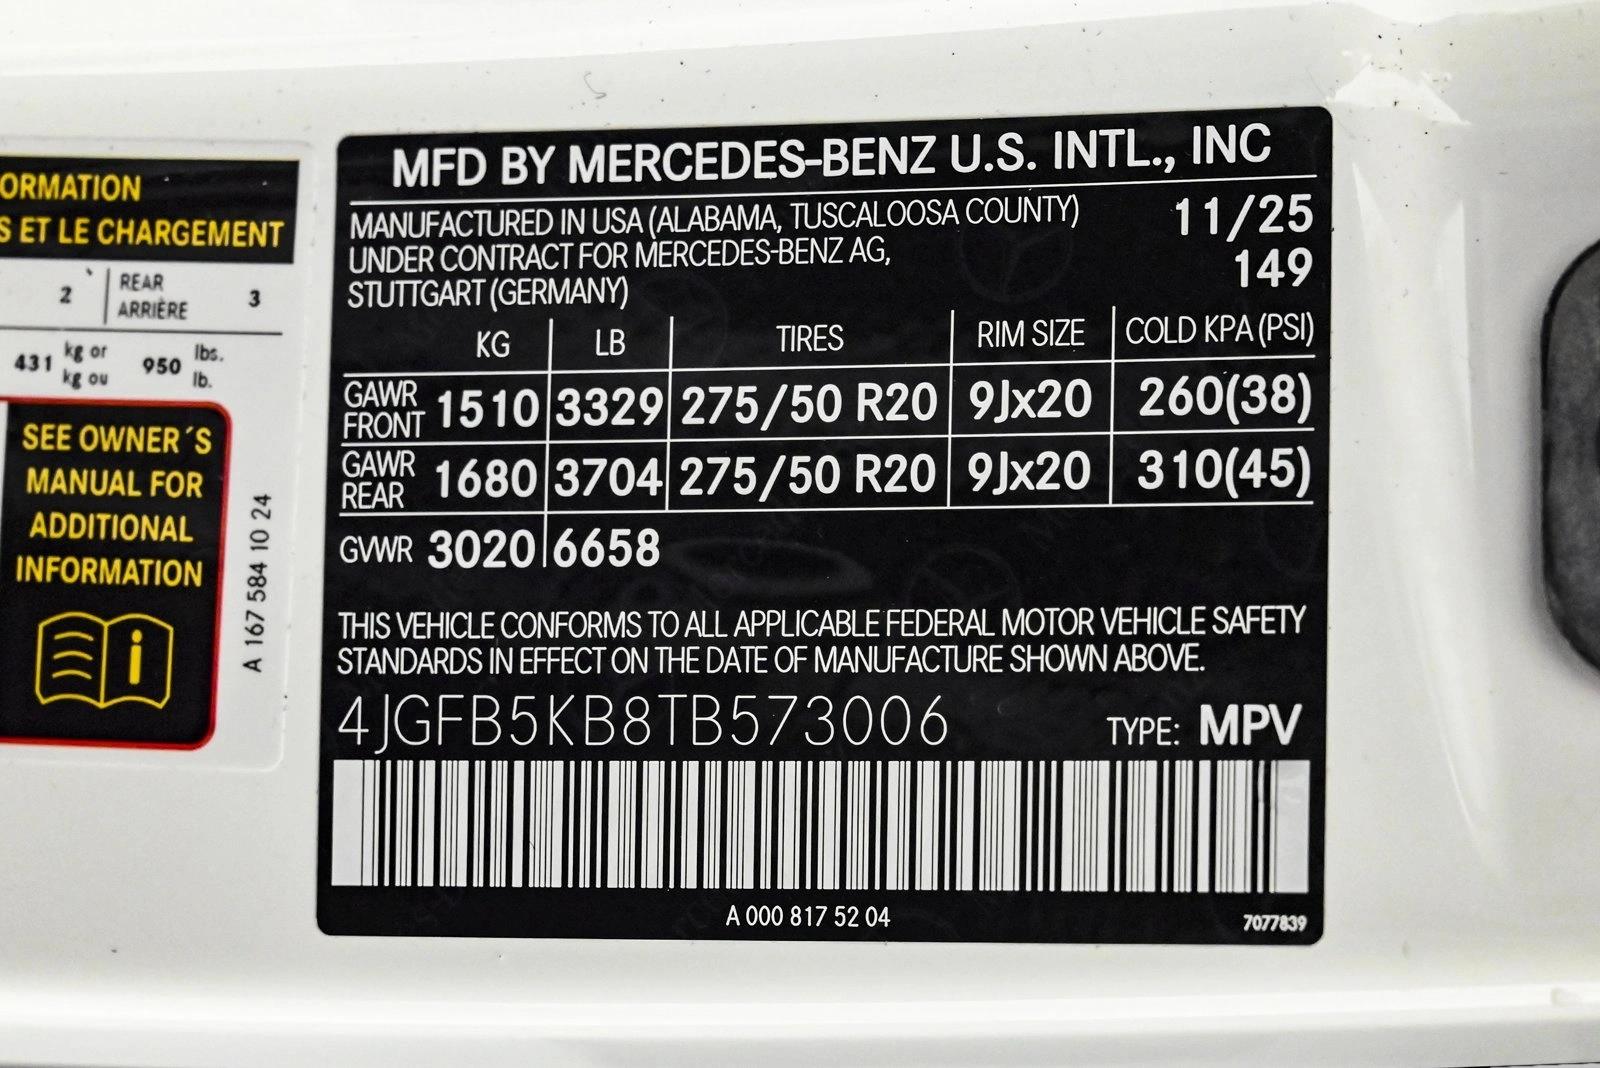 ORMATION
S ET LE CHARGEMENT
2 REAR
ARRIÈRE 3
431 kg or
kg ou 950 lbs.
lb.
SEE OWNER´S
MANUAL FOR
ADDITIONAL
INFORMATION
i
A 167 584 10 24
MFD BY MERCEDES-BENZ U.S. INTL., INC
MANUFACTURED IN USA (ALABAMA, TUSCALOOSA COUNTY) 11/25
UNDER CONTRACT FOR MERCEDES-BENZ AG, 149
STUTTGART (GERMANY)
KG LB TIRES RIM SIZE COLD KPA (PSI)
GAWR
FRONT 1510 3329 275/50 R20 9Jx20 260(38)
GAWR
REAR 1680 3704 275/50 R20 9Jx20 310(45)
GVWR 3020 6658
THIS VEHICLE CONFORMS TO ALL APPLICABLE FEDERAL MOTOR VEHICLE SAFETY
STANDARDS IN EFFECT ON THE DATE OF MANUFACTURE SHOWN ABOVE.
4JGFB5KB8TB573006 TYPE: MPV
A 000 817 52 04
7077839